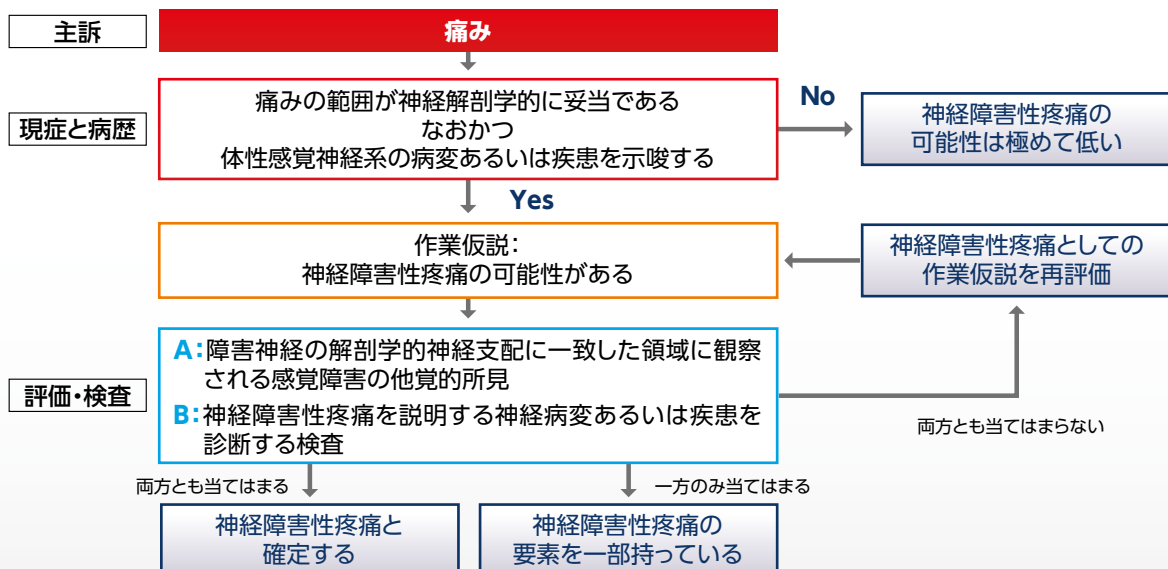 主訴
痛み
現症と病歴
痛みの範囲が神経解剖学的に妥当である
なおかつ
体性感覚神経系の病変あるいは疾患を示唆する
No
神経障害性疼痛の
可能性は極めて低い
Yes
作業仮説:
神経障害性疼痛の可能性がある
神経障害性疼痛としての
作業仮説を再評価
評価・検査
A:障害神経の解剖学的神経支配に一致した領域に観察
される感覚障害の他覚的所見
B:神経障害性疼痛を説明する神経病変あるいは疾患を
診断する検査
両方とも当てはまらない
両方とも当てはまる
一方のみ当てはまる
神経障害性疼痛と
確定する
神経障害性疼痛の
要素を一部持っている